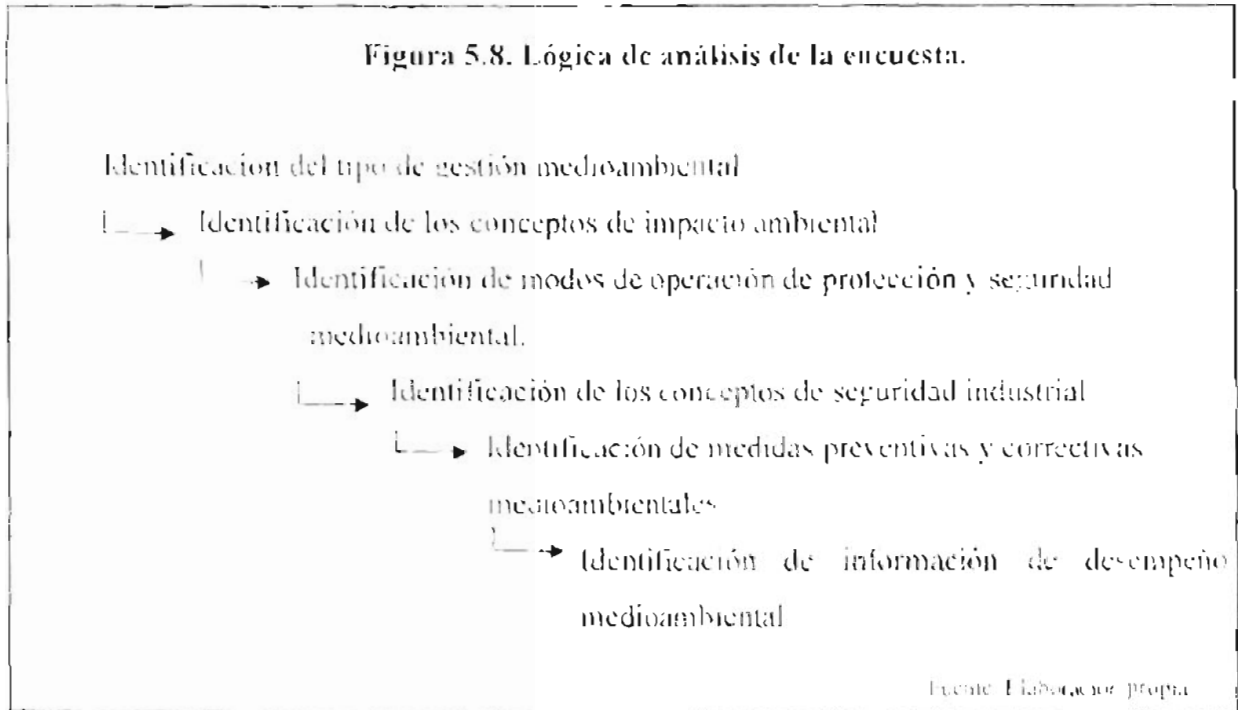 Figura 5.8. Lógica de análisis de la encuesta.
Identificacion del tipo de gestión medioambiental
Identificación de los conceptos de impacto ambiental
Identificación de modos de operación de protección y seguridad
medioambiental.
Identificación de los conceptos de seguridad industrial
Identificación de medidas preventivas y correctivas
medioambientales
Identificación de información de desempeño
medioambiental
Fuente Elaboracion propia